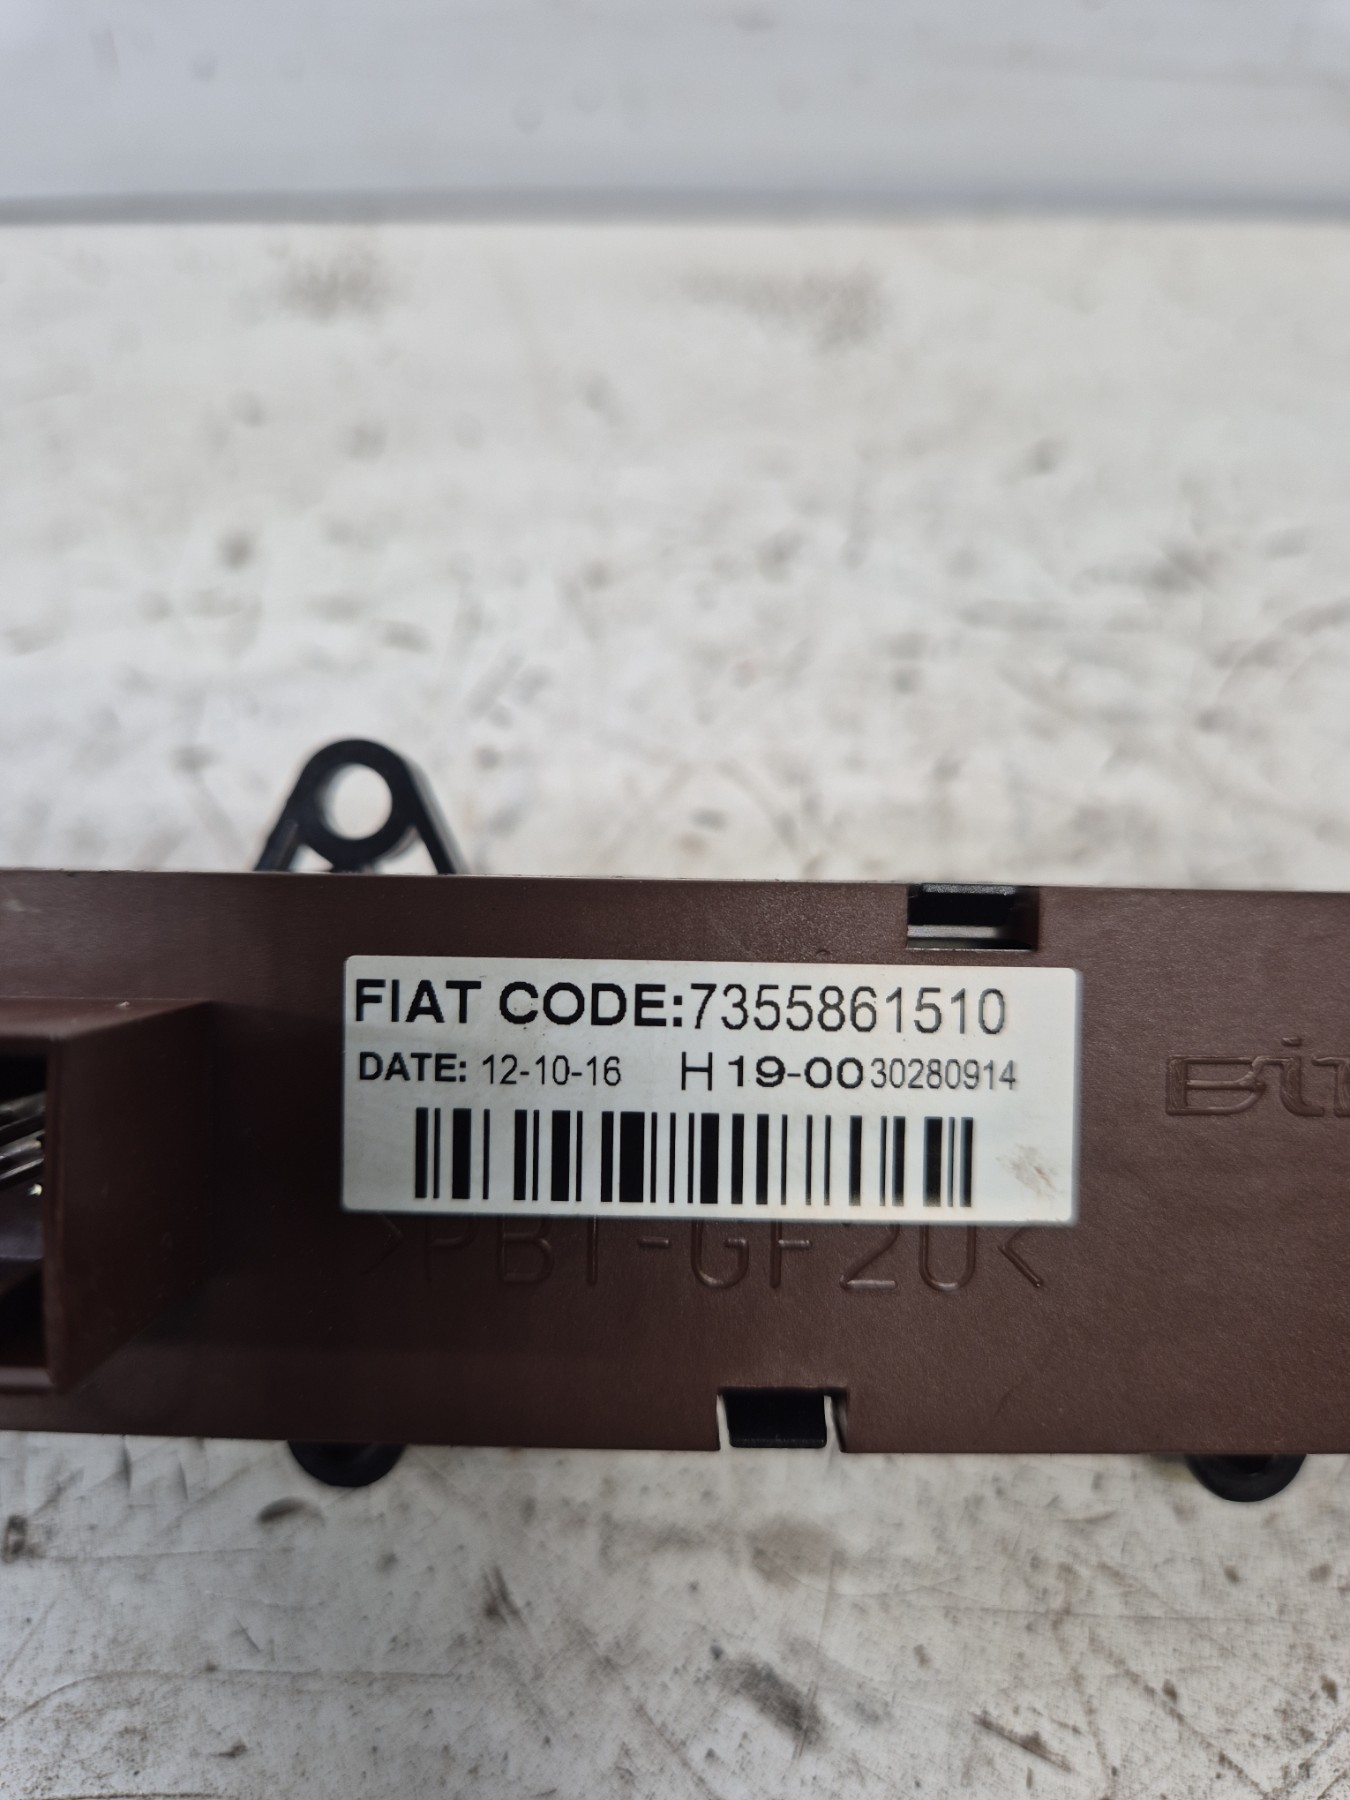 FIAT CODE:7355861510
DATE: 12-10-16 H 19-00 30280914
>PBT-GF20<